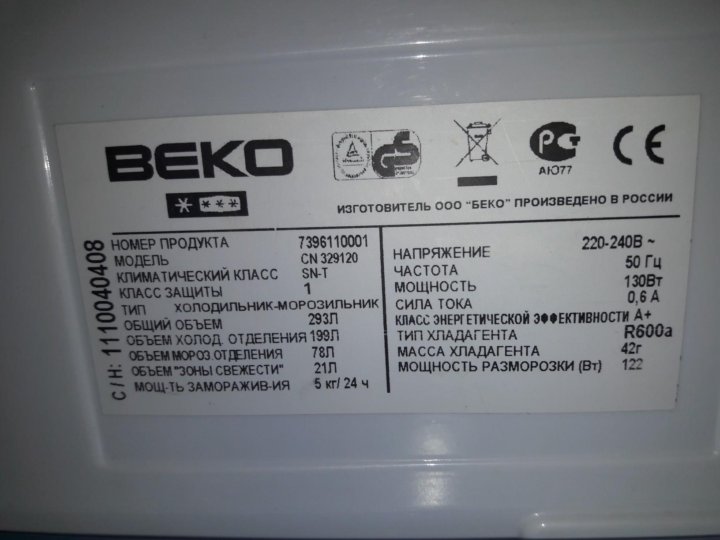 BEKO
АЮ77
ИЗГОТОВИТЕЛЬ ООО "БЕКО" ПРОИЗВЕДЕНО В РОССИИ
С/Н: 1110040408
НОМЕР ПРОДУКТА 7396110001
МОДЕЛЬ CN 329120
КЛИМАТИЧЕСКИЙ КЛАСС SN-T
КЛАСС ЗАЩИТЫ 1
ТИП ХОЛОДИЛЬНИК-МОРОЗИЛЬНИК
ОБЩИЙ ОБЪЕМ 293Л
ОБЪЕМ ХОЛОД. ОТДЕЛЕНИЯ 199Л
ОБЪЕМ МОРОЗ.ОТДЕЛЕНИЯ 78Л
ОБЪЕМ "ЗОНЫ СВЕЖЕСТИ" 21Л
МОЩ-ТЬ ЗАМОРАЖИВ-ИЯ 5 кг/ 24 ч
НАПРЯЖЕНИЕ 220-240В ~
ЧАСТОТА 50 Гц
МОЩНОСТЬ 130Вт
СИЛА ТОКА 0,6 А
КЛАСС ЭНЕРГЕТИЧЕСКОЙ ЭФФЕКТИВНОСТИ А+
ТИП ХЛАДАГЕНТА R600a
МАССА ХЛАДАГЕНТА 42г
МОЩНОСТЬ РАЗМОРОЗКИ (Вт) 122